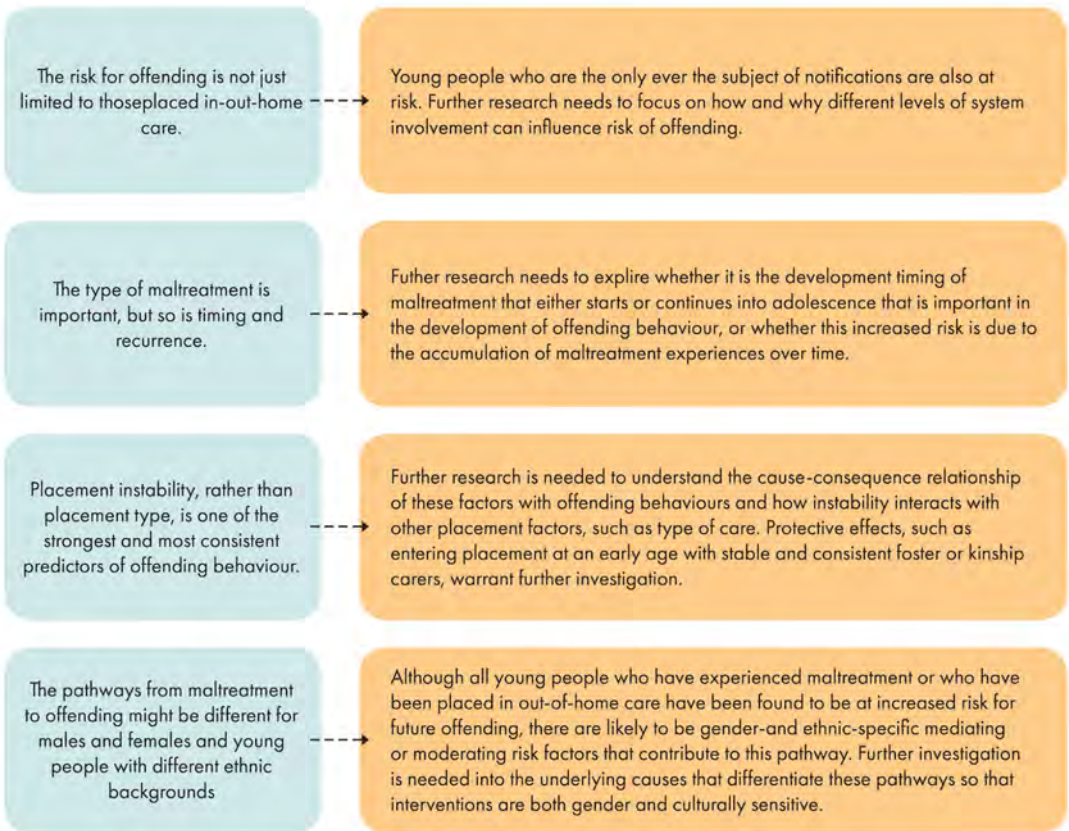 The risk for offending is not just
limited to thoseplaced in-out-home
care.
Young people who are the only ever the subject of notifications are also at
risk. Further research needs to focus on how and why different levels of system
involvement can influence risk of offending.
The type of maltreatment is
important, but so is timing and
recurrence.
Futher research needs to explire whether it is the development timing of
maltreatment that either starts or continues into adolescence that is important in
the development of offending behaviour, or whether this increased risk is due to
the accumulation of maltreatment experiences over time.
Placement instability, rather than
placement type, is one of the
strongest and most consistent
predictors of offending behaviour.
Further research is needed to understand the cause-consequence relationship
of these factors with offending behaviours and how instability interacts with
other placement factors, such as type of care. Protective effects, such as
entering placement at an early age with stable and consistent foster or kinship
carers, warrant further investigation.
The pathways from maltreatment
to offending might be different for
males and females and young
people with different ethnic
backgrounds
Although all young people who have experienced maltreatment or who have
been placed in out-of-home care have been found to be at increased risk for
future offending, there are likely to be gender-and ethnic-specific mediating
or moderating risk factors that contribute to this pathway. Further investigation
is needed into the underlying causes that differentiate these pathways so that
interventions are both gender and culturally sensitive.